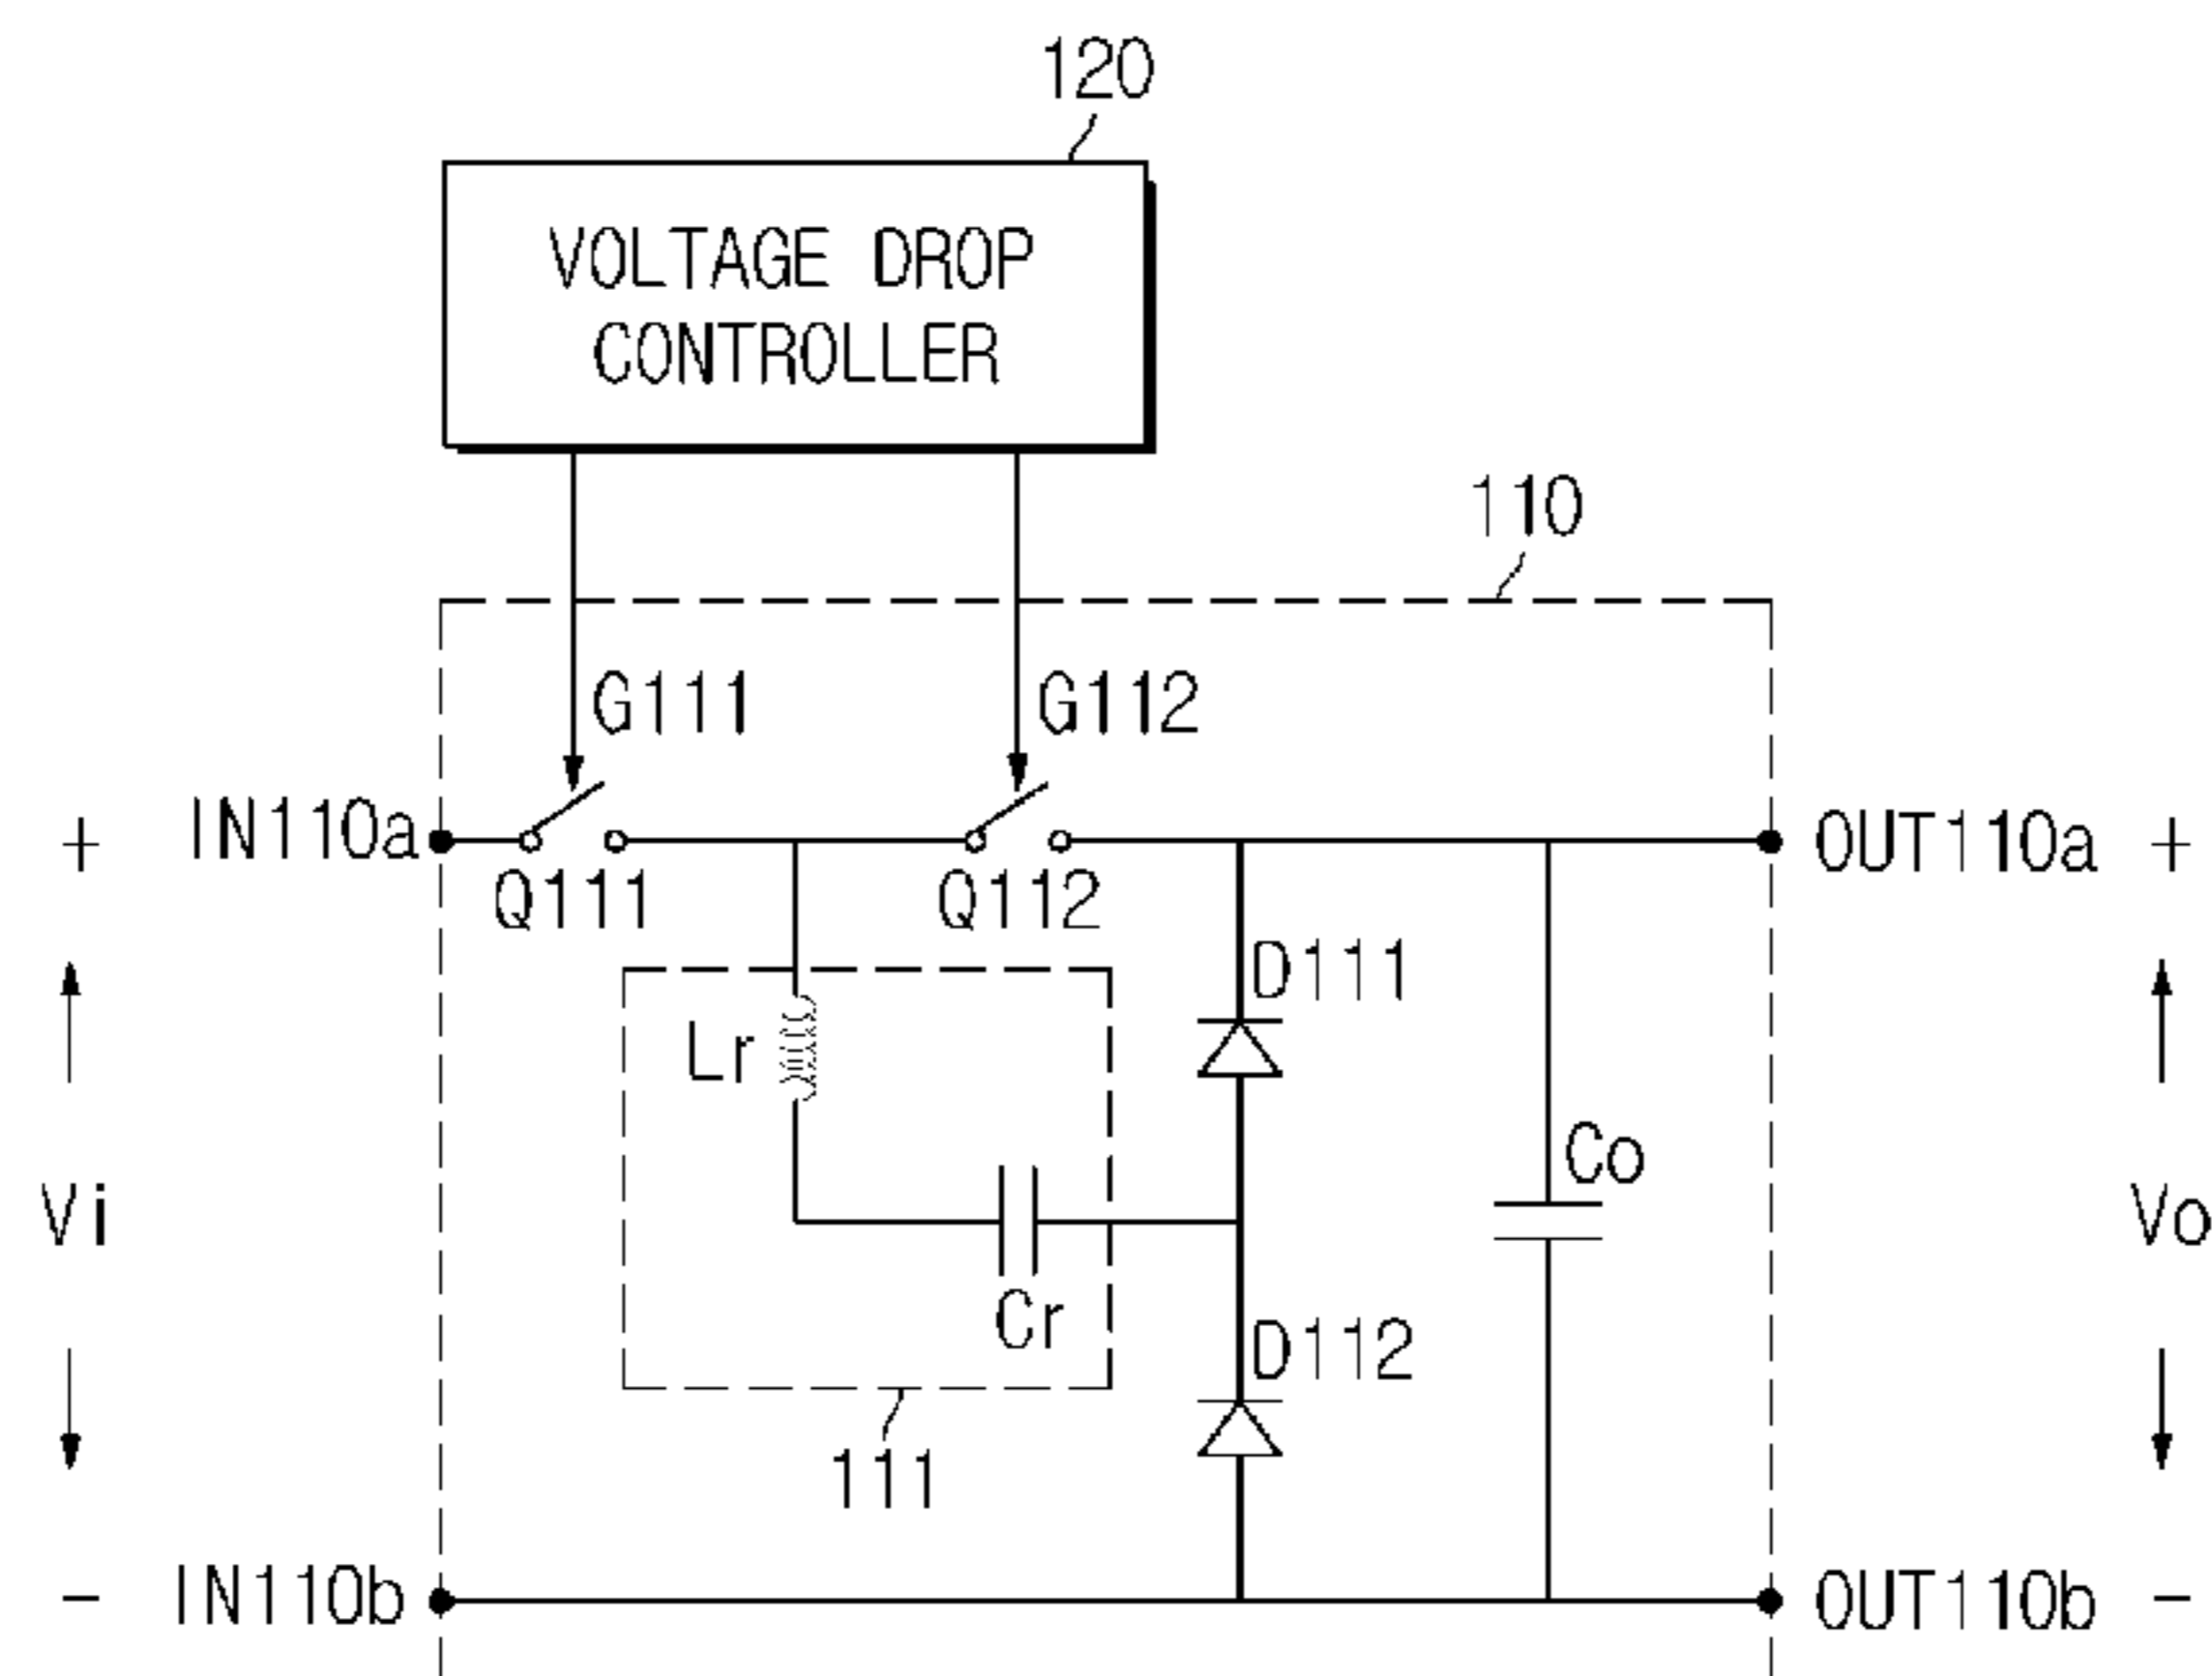 120
VOLTAGE DROP
CONTROLLER
110
G111
G112
+
IN110a
OUT110a
+
Q111
Q112
D111
Lr
Co
Vi
Vo
Cr
D112
111
-
IN110b
OUT110b
-